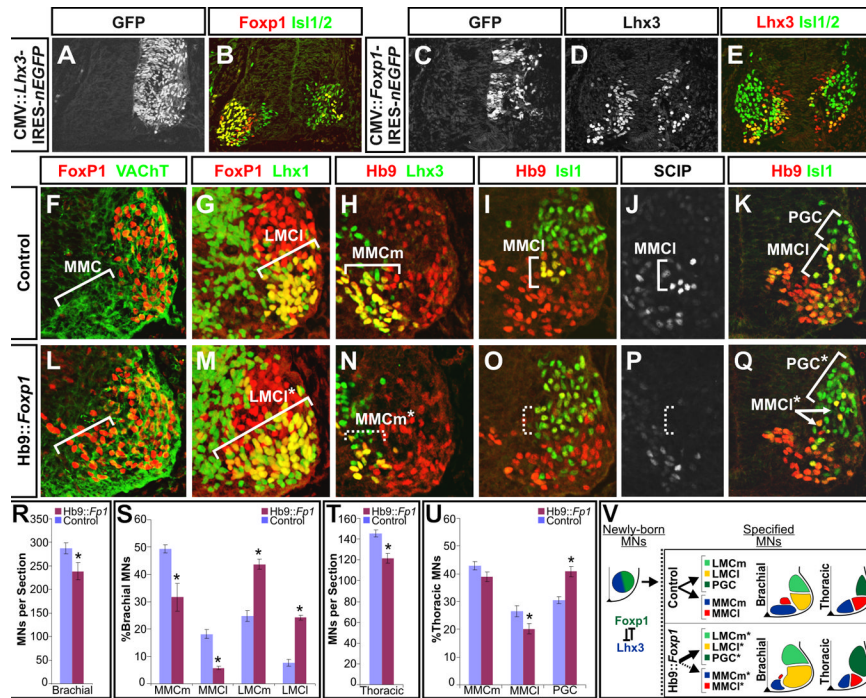 GFP Foxp1 Isl1/2 GFP Lhx3 Lhx3 Isl1/2
CMV::Lhx3-
IRES-nEGFP
A B
CMV::Foxp1-
IRES-nEGFP
C D E
FoxP1 VAChT FoxP1 Lhx1 Hb9 Lhx3 Hb9 Isl1 SCIP Hb9 Isl1
Control
F MMC
G LMCl
H MMCm
I MMCl
J MMCl
K PGC
MMCl
Hb9::Foxp1
L
M LMCl*
N MMCm*
O
P
Q PGC*
MMCl*
R Hb9::Fp1
Control
MNs per Section
350
300
250
200
150
100
50
0
*
Brachial
S Hb9::Fp1
Control
%Brachial MNs
60
50
40
30
20
10
0
* * * *
MMCm MMCl LMCm LMCl
T Hb9::Fp1
Control
MNs per Section
160
140
120
100
80
60
40
20
0
*
Thoracic
U Hb9::Fp1
Control
%Thoracic MNs
50
40
30
20
10
0
* *
MMCm MMCl PGC
V
Newly-born
MNs
Specified
MNs
Foxp1
Lhx3
Control
LMCm
LMCl
PGC
MMCm
MMCl
Brachial
Thoracic
Hb9::Foxp1
LMCm*
LMCl*
PGC*
MMCm*
MMCl*
Brachial
Thoracic